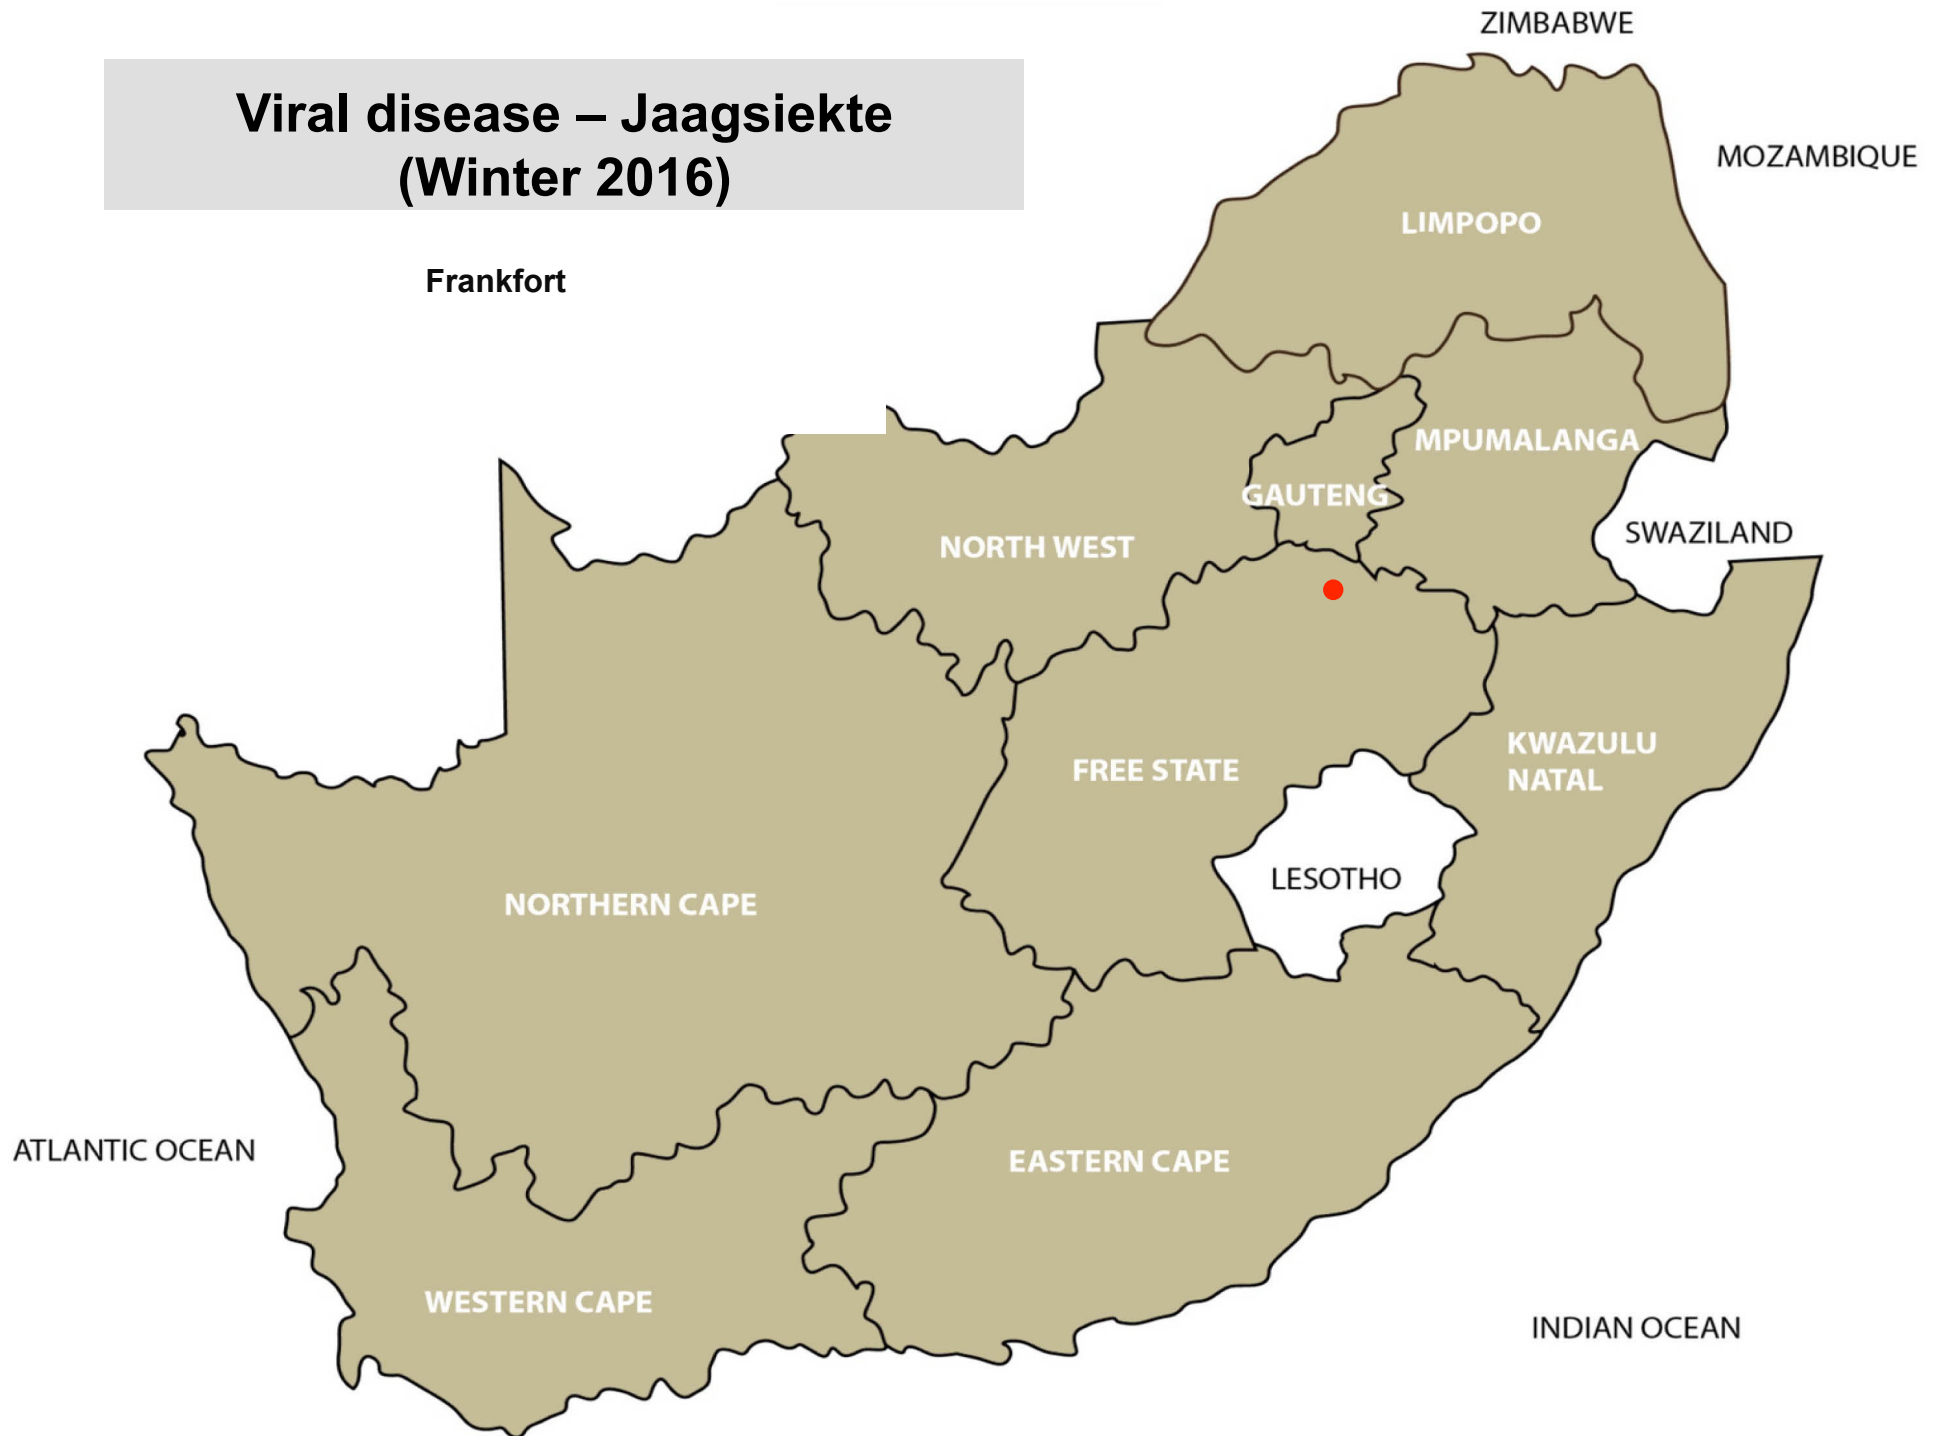 ZIMBABWE
Viral disease – Jaagsiekte
(Winter 2016)
MOZAMBIQUE
LIMPOPO
Frankfort
MPUMALANGA
GAUTENG
SWAZILAND
NORTH WEST
KWAZULU
NATAL
FREE STATE
LESOTHO
NORTHERN CAPE
ATLANTIC OCEAN
EASTERN CAPE
WESTERN CAPE
INDIAN OCEAN